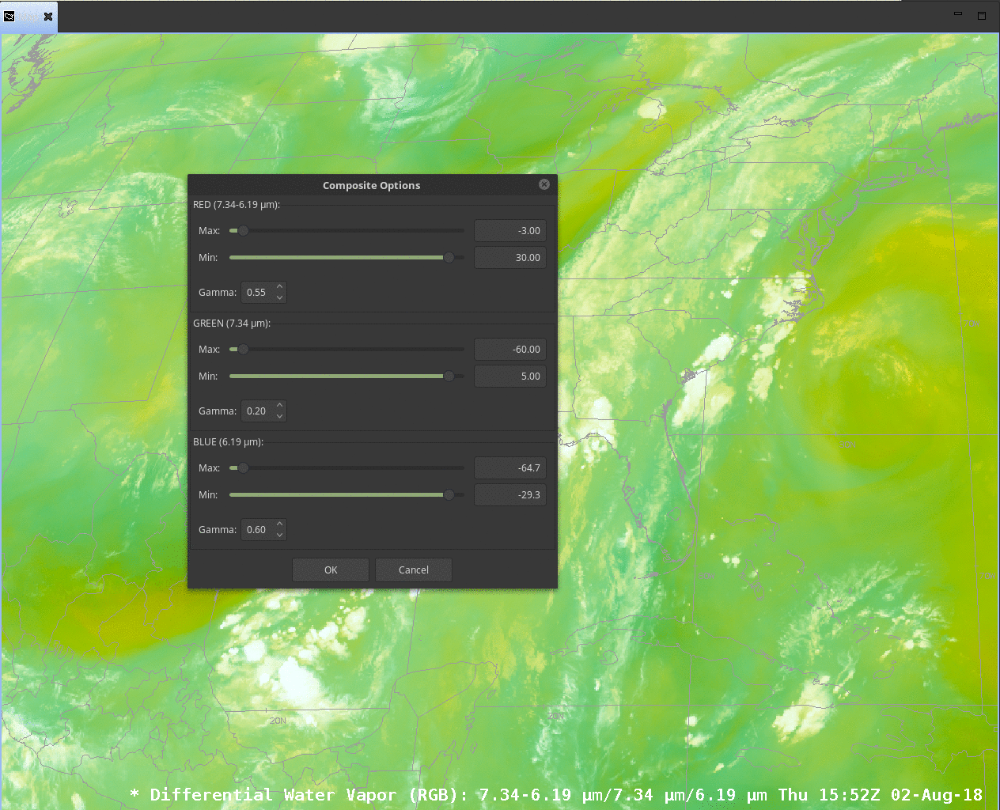 Composite Options
RED (7.34-6.19 µm):
Max: -3.00
Min: 30.00
Gamma: 0.55
GREEN (7.34 µm):
Max: -60.00
Min: 5.00
Gamma: 0.20
BLUE (6.19 µm):
Max: -64.7
Min: -29.3
Gamma: 0.60
OK Cancel
20N 20N
* Differential Water Vapor (RGB): 7.34-6.19 µm/7.34 µm/6.19 µm Thu 15:52Z 02-Aug-18